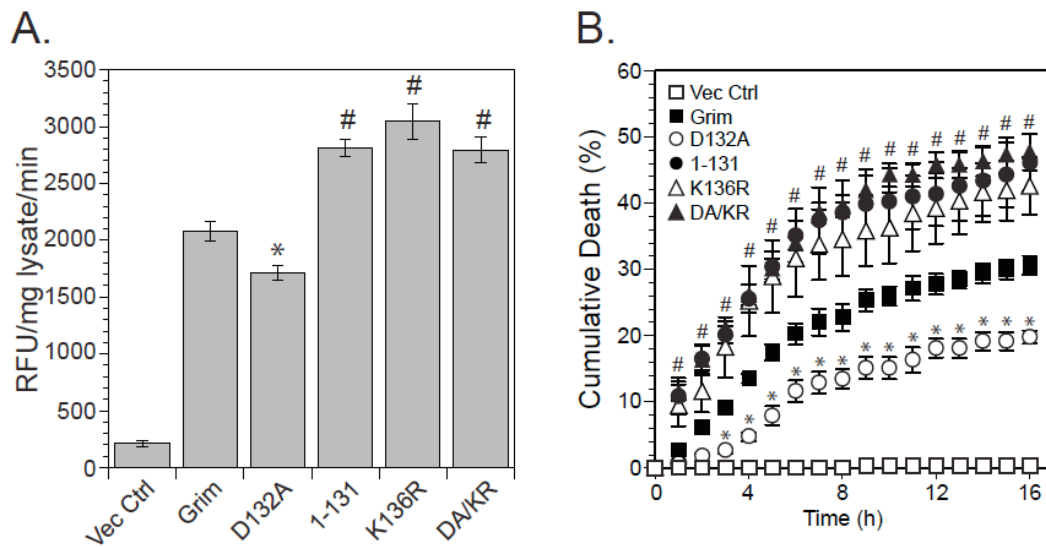 A.
RFU/mg lysate/min
3500
3000
2500
2000
1500
1000
500
0
*
#
#
#
Vec Ctrl
Grim
D132A
1-131
K136R
DA/KR
B.
Cumulative Death (%)
60
50
40
30
20
10
0
Vec Ctrl
Grim
D132A
1-131
K136R
DA/KR
# # # # # # # # # # # # # # # #
* * * * * * * * * * * * * *
0 4 8 12 16
Time (h)